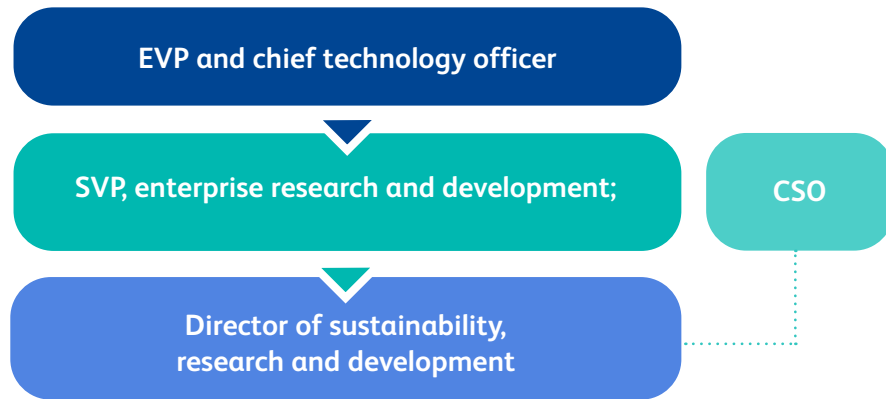 EVP and chief technology officer
SVP, enterprise research and development;
CSO
Director of sustainability,
research and development